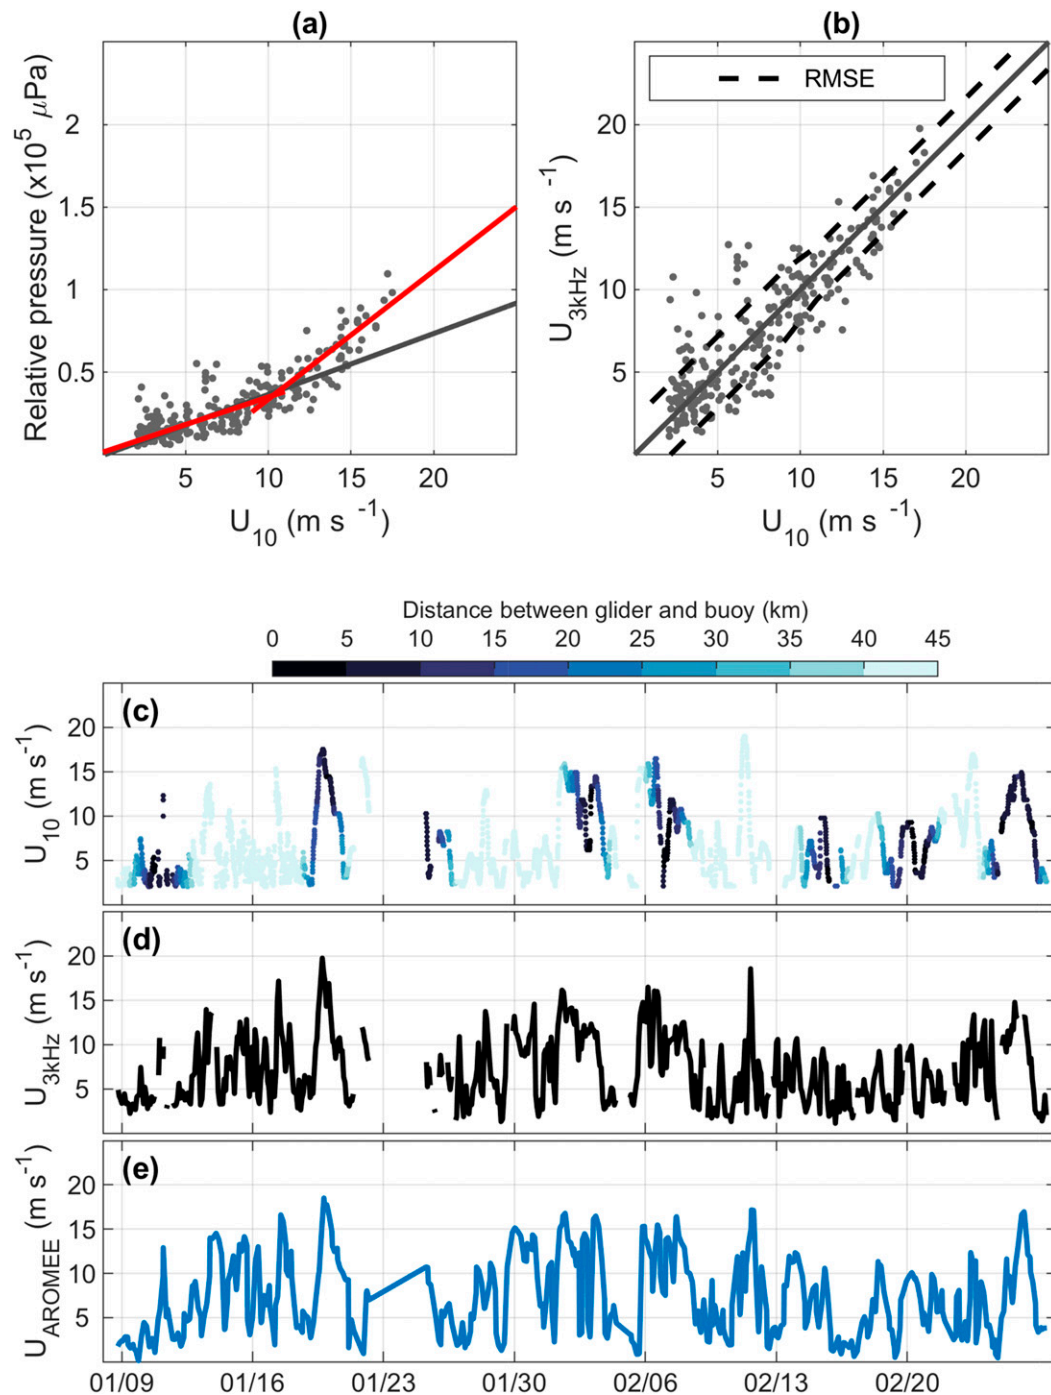 (a)
Relative pressure (x10⁵ μPa)
2
1.5
1
0.5
5 10 15 20
U₁₀ (m s ⁻¹)
(b)
RMSE
U₃ₖHz (m s ⁻¹)
20
15
10
5
5 10 15 20
U₁₀ (m s ⁻¹)
Distance between glider and buoy (km)
0 5 10 15 20 25 30 35 40 45
(c)
U₁₀ (m s⁻¹)
20
15
10
5
(d)
U₃ₖHz (m s⁻¹)
20
15
10
5
(e)
U_AROMEE (m s⁻¹)
20
15
10
5
01/09 01/16 01/23 01/30 02/06 02/13 02/20